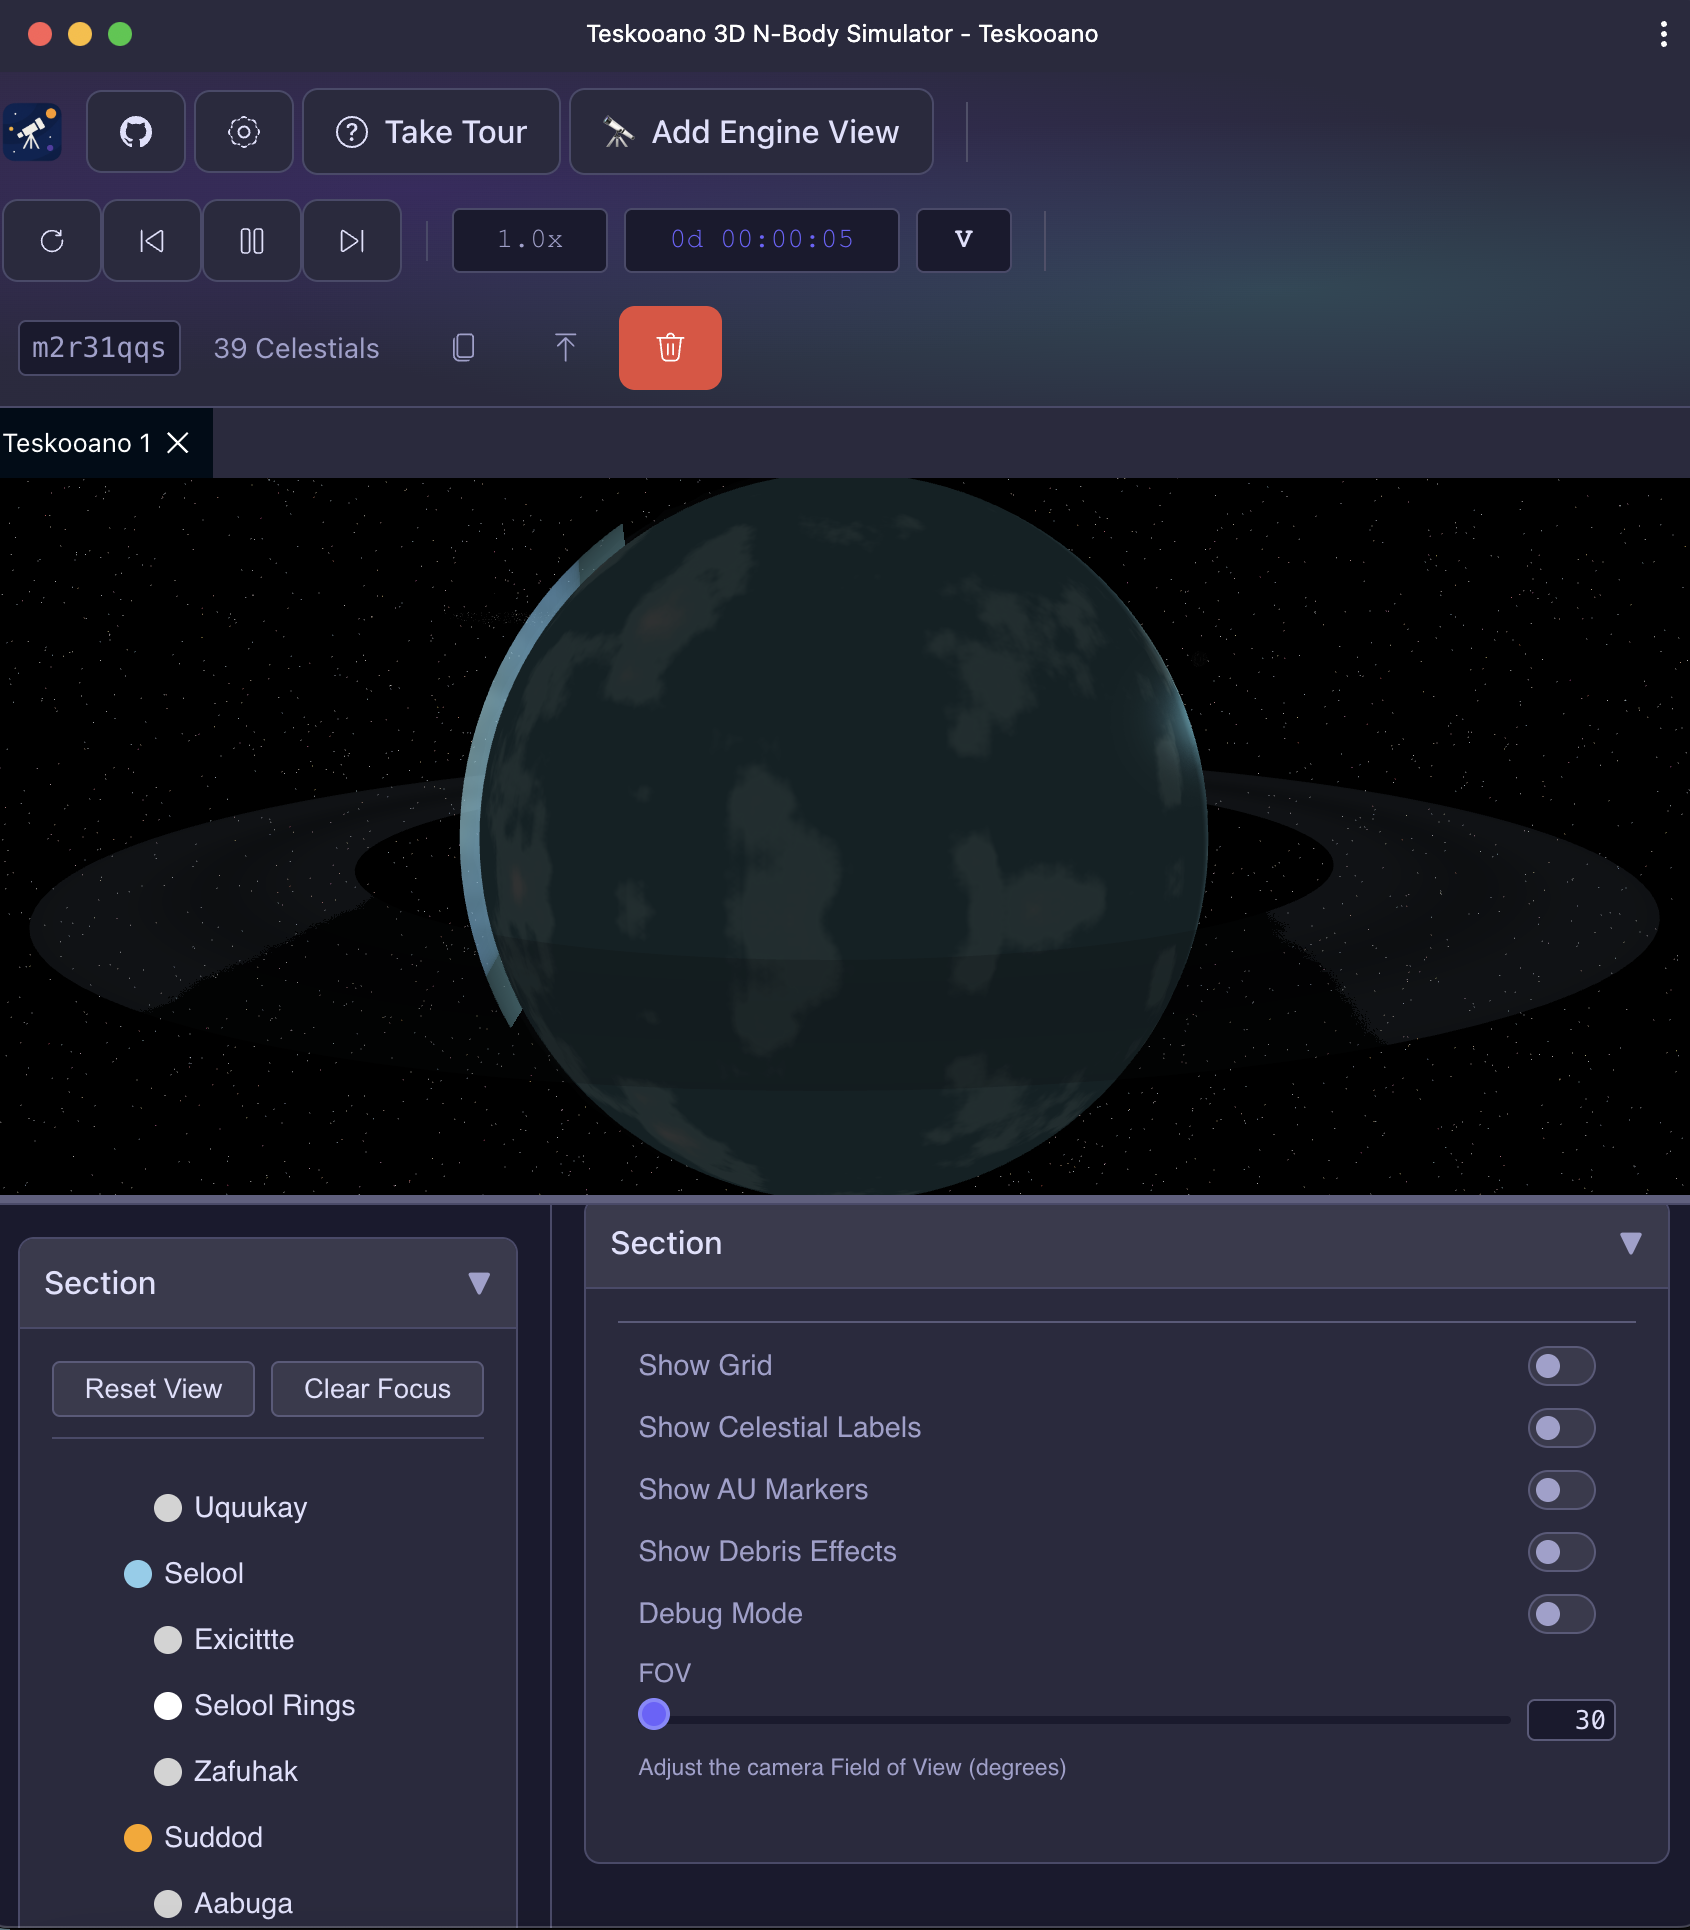 Teskooano 3D N-Body Simulator - Teskooano
Take Tour
Add Engine View
1.0x
0d 00:00:05
V
m2r31qqs
39 Celestials
Teskooano 1
Section
Reset View
Clear Focus
Uquukay
Selool
Exicittte
Selool Rings
Zafuhak
Suddod
Aabuga
Section
Show Grid
Show Celestial Labels
Show AU Markers
Show Debris Effects
Debug Mode
FOV
30
Adjust the camera Field of View (degrees)